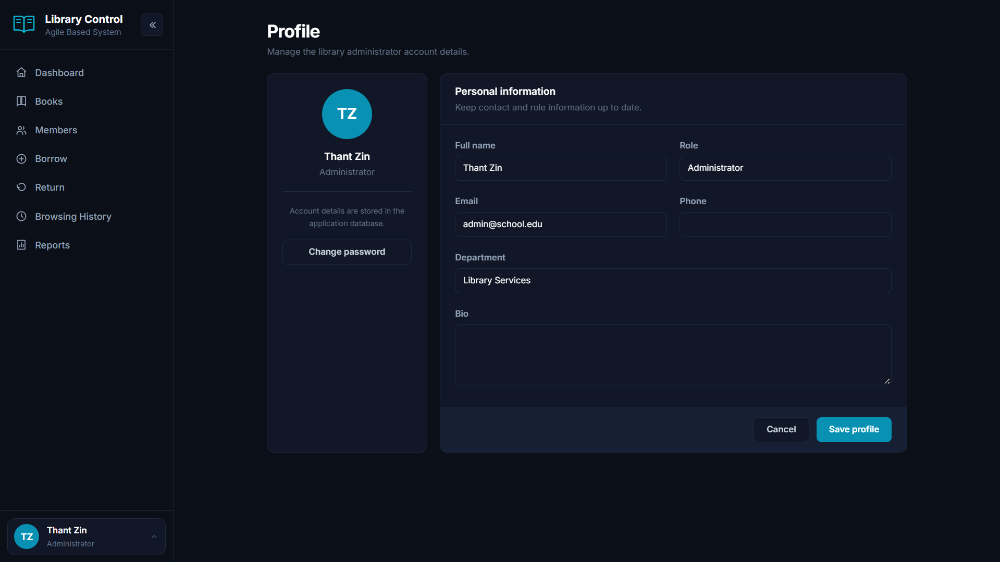 Library Control
Agile Based System
Dashboard
Books
Members
Borrow
Return
Browsing History
Reports
TZ
Thant Zin
Administrator
Profile
Manage the library administrator account details.
TZ
Thant Zin
Administrator
Account details are stored in the
application database.
Change password
Personal information
Keep contact and role information up to date.
Full name
Thant Zin
Role
Administrator
Email
admin@school.edu
Phone
Department
Library Services
Bio
Cancel
Save profile